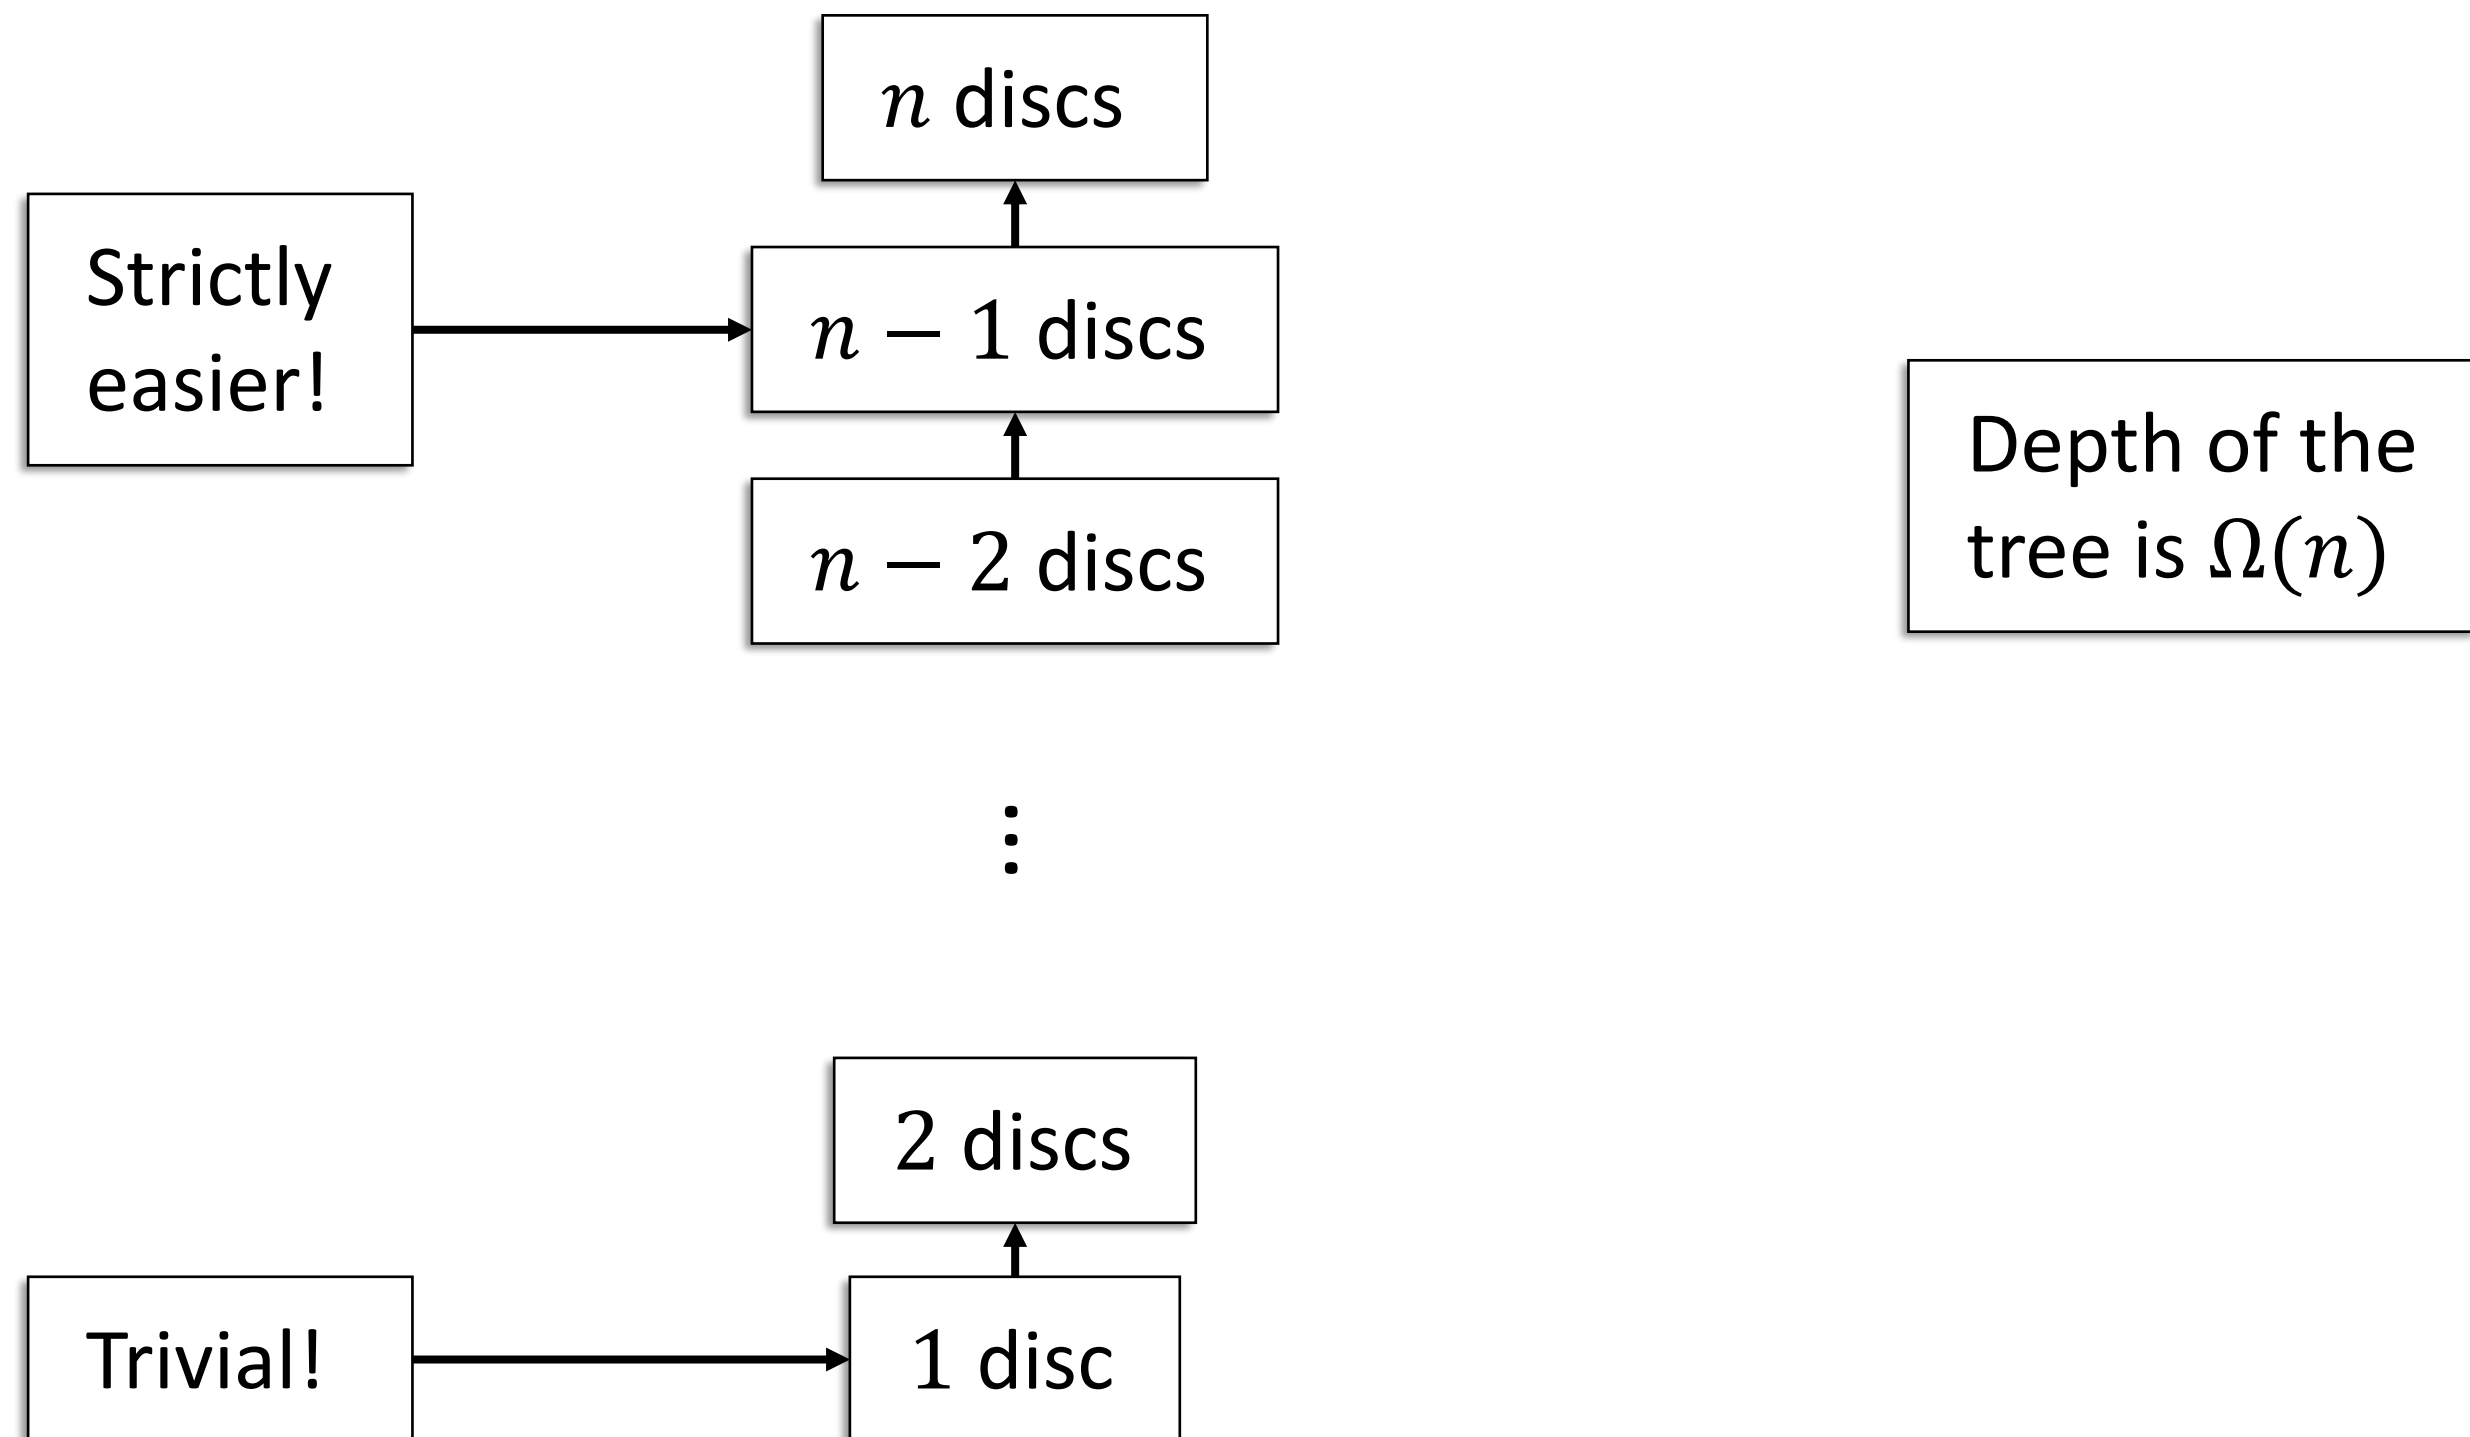 n discs
Strictly
easier!
n − 1 discs
n − 2 discs
Depth of the
tree is Ω(n)
⋮
2 discs
Trivial!
1 disc